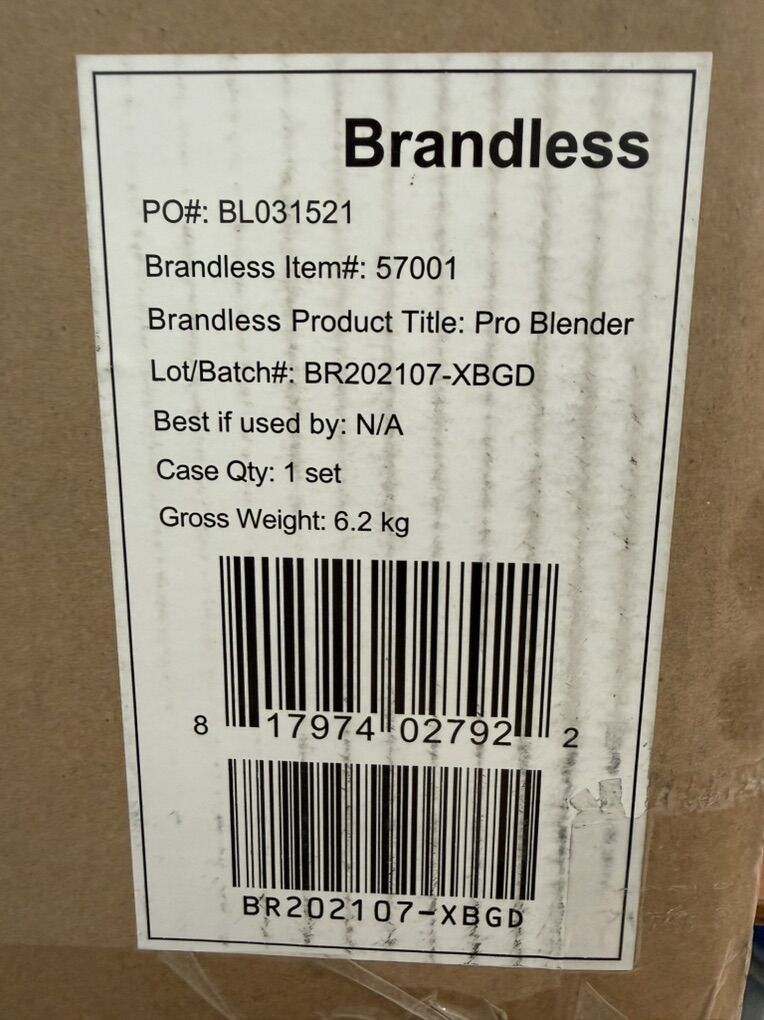 Brandless
PO#: BL031521
Brandless Item#: 57001
Brandless Product Title: Pro Blender
Lot/Batch#: BR202107-XBGD
Best if used by: N/A
Case Qty: 1 set
Gross Weight: 6.2 kg
8 17974 02792 2
BR202107-XBGD